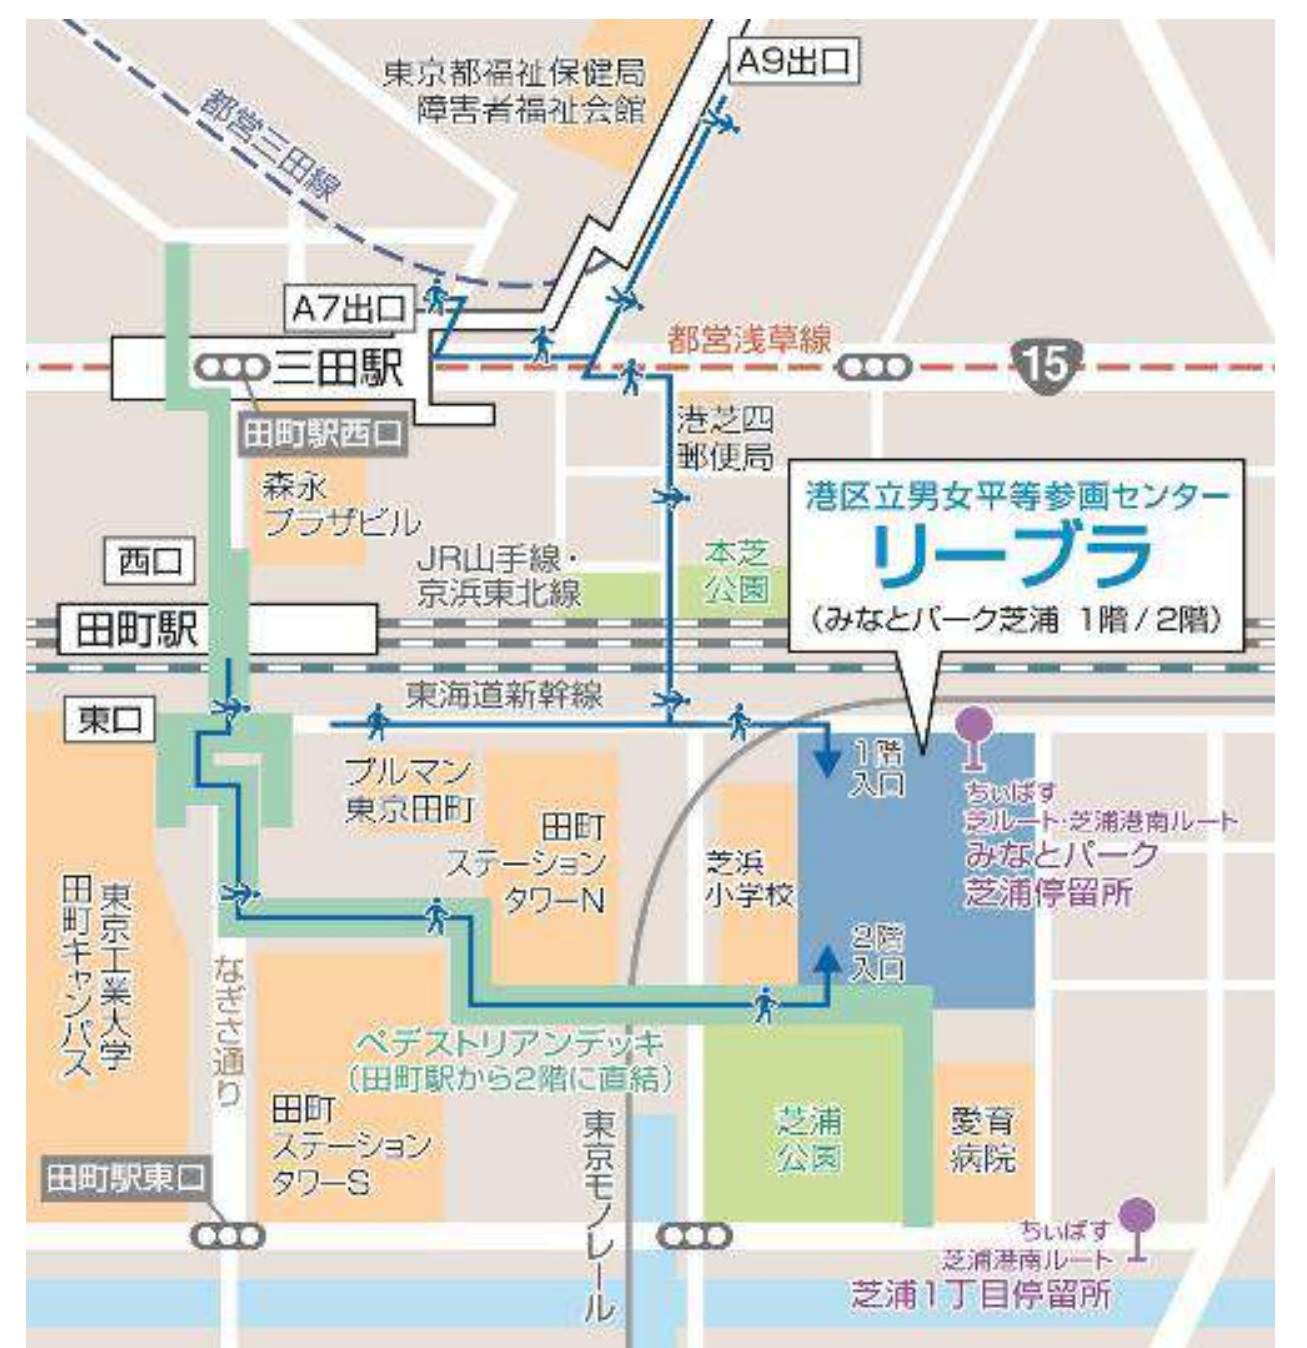 A9出口
東京都福祉保健局
障害者福祉会館
都営三田線
A7出口
都営浅草線
15
三田駅
田町駅西口
港芝四
郵便局
森永
プラザビル
港区立男女平等参画センター
リーブラ
(みなとパーク芝浦 1階/2階)
西口
JR山手線・
京浜東北線
本芝
公園
田町駅
東口
東海道新幹線
プルマン
東京田町
田町
ステーション
タワーN
芝浜
小学校
1階
入口
ちぃばす
芝ルート・芝浦港南ルート
みなとパーク
芝浦停留所
2階
入口
東京工業大学
田町キャンパス
なぎさ通り
ペデストリアンデッキ
(田町駅から2階に直結)
田町
ステーション
タワーS
東京モノレール
芝浦
公園
愛育
病院
田町駅東口
ちぃばす
芝浦港南ルート
芝浦1丁目停留所